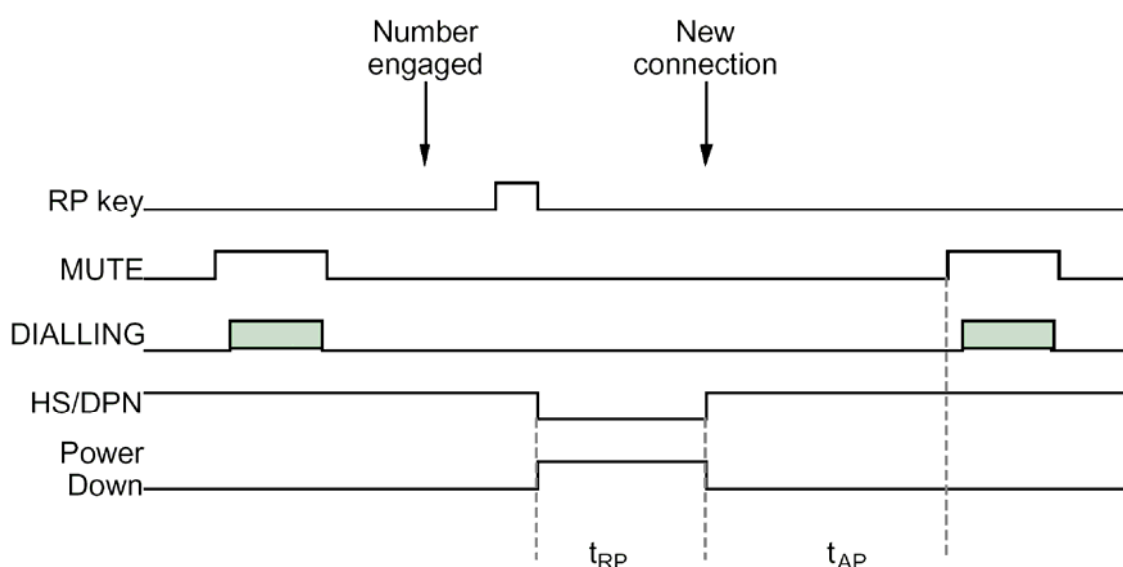 Number
engaged
New
connection
RP key
MUTE
DIALLING
HS/DPN
Power
Down
tRP
tAP